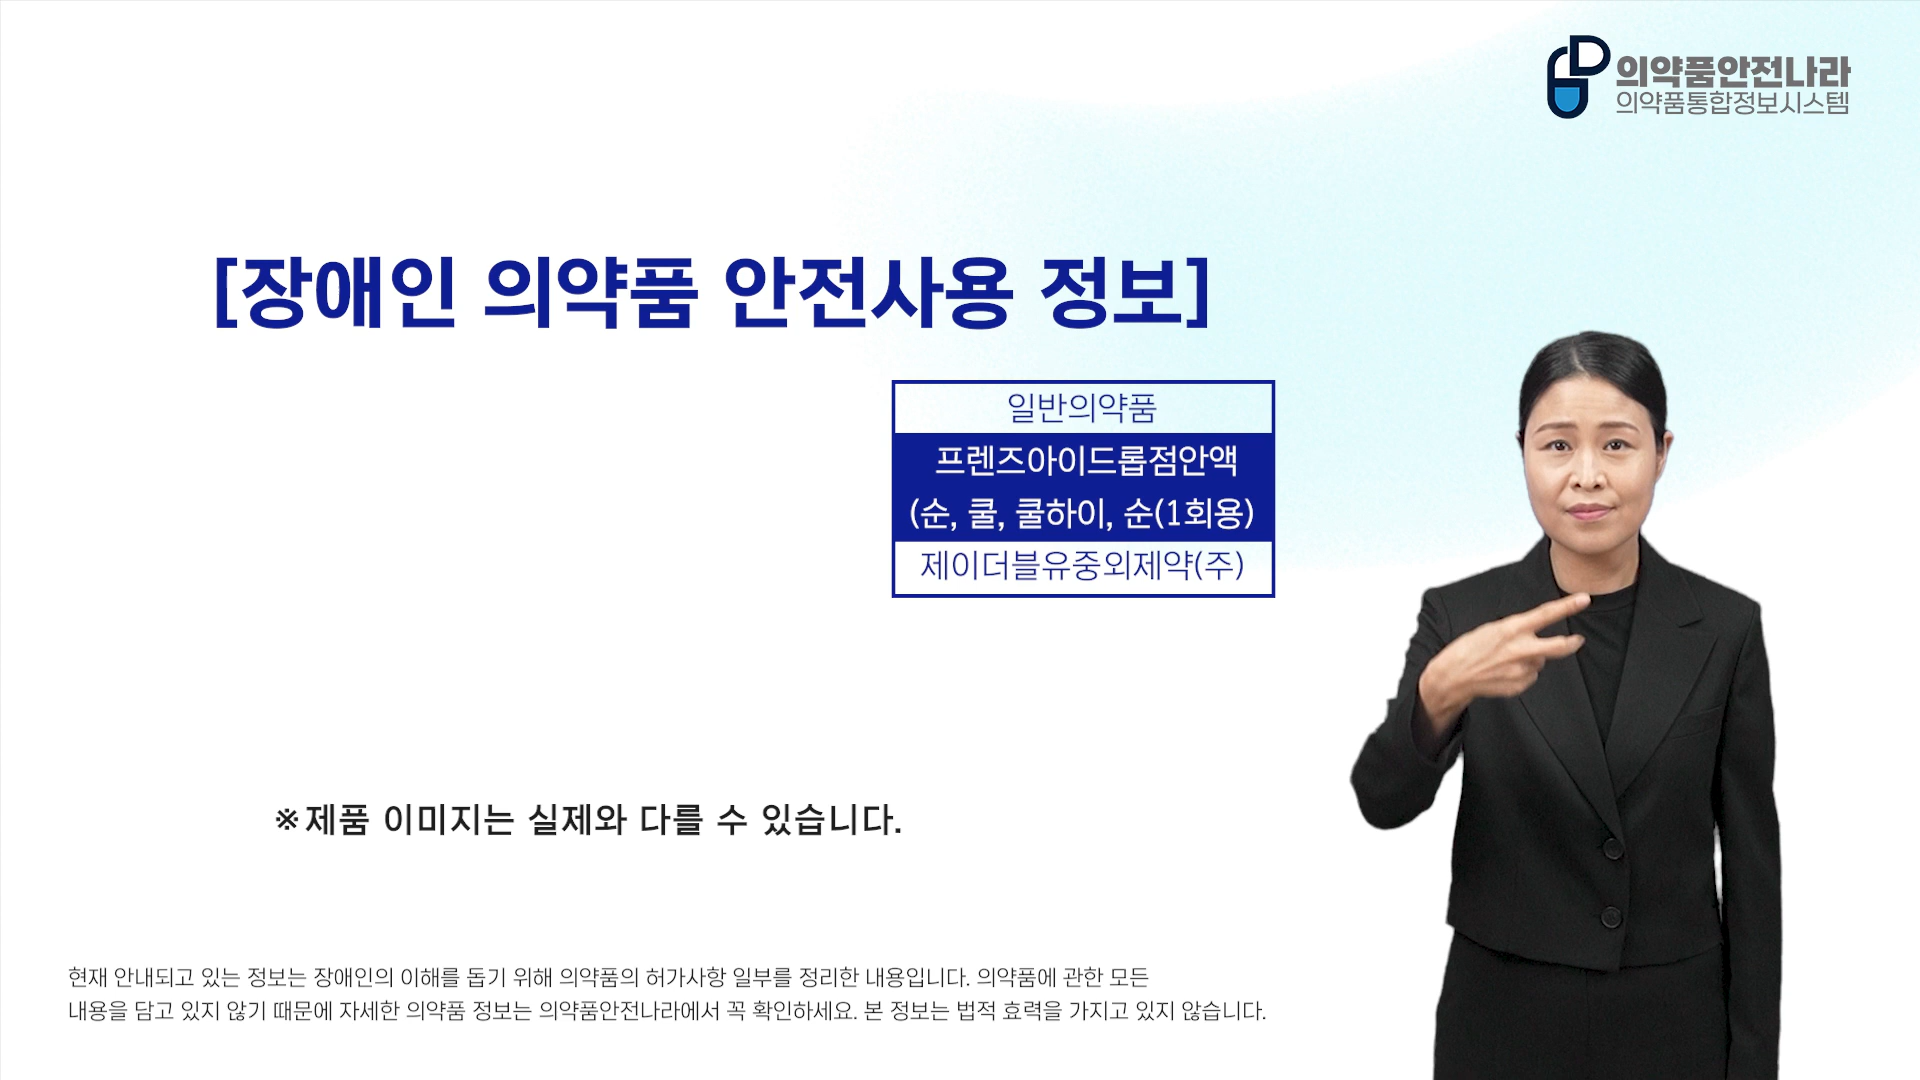 의약품안전나라
의약품통합정보시스템
[장애인 의약품 안전사용 정보]
일반의약품
프렌즈아이드롭점안액
(순, 쿨, 쿨하이, 순(1회용)
제이더블유중외제약(주)
※제품 이미지는 실제와 다를 수 있습니다.
현재 안내되고 있는 정보는 장애인의 이해를 돕기 위해 의약품의 허가사항 일부를 정리한 내용입니다. 의약품에 관한 모든
내용을 담고 있지 않기 때문에 자세한 의약품 정보는 의약품안전나라에서 꼭 확인하세요. 본 정보는 법적 효력을 가지고 있지 않습니다.